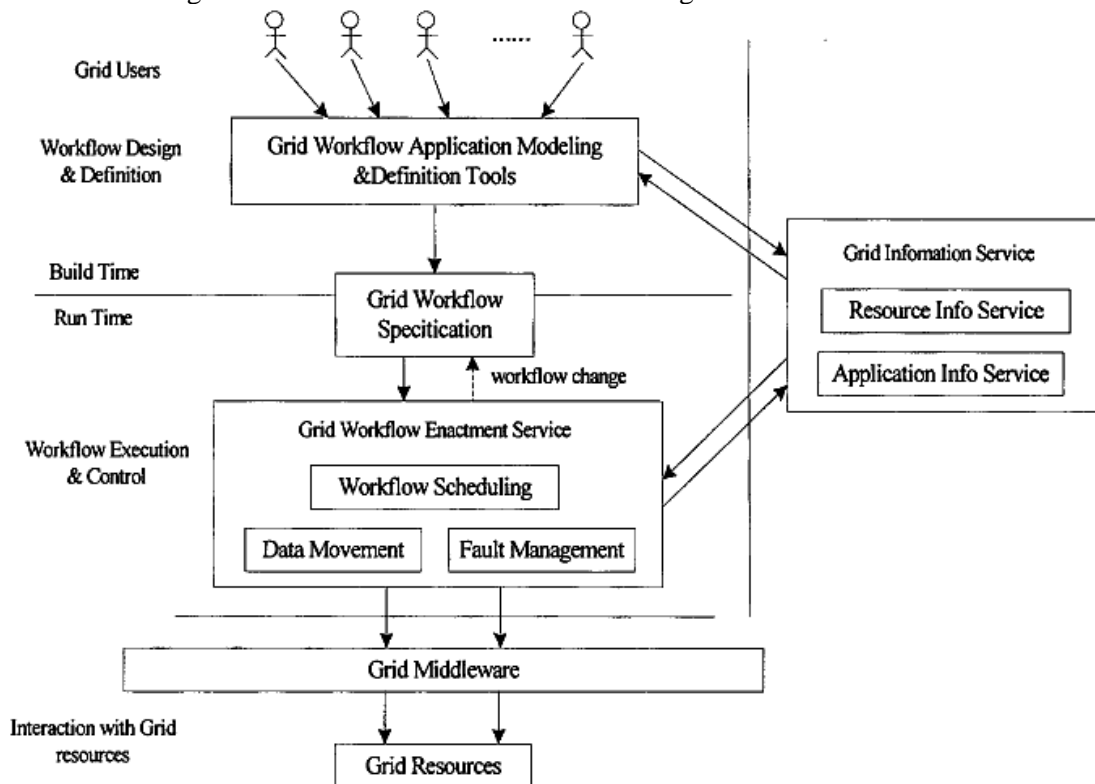 ......
Grid Users
Workflow Design
& Definition
Grid Workflow Application Modeling
&Definition Tools
Grid Infomation Service
Resource Info Service
Application Info Service
Build Time
Run Time
Grid Workflow
Specitication
workflow change
Workflow Execution
& Control
Grid Workflow Enactment Service
Workflow Scheduling
Data Movement
Fault Management
Grid Middleware
Interaction with Grid
resources
Grid Resources